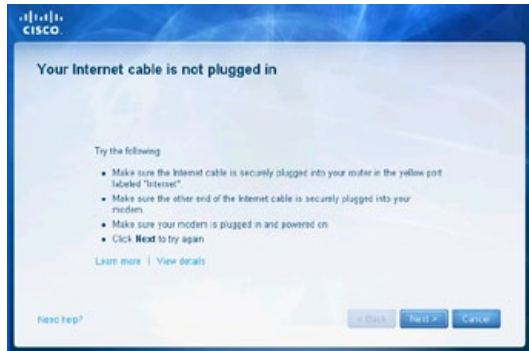 CISCO
Your Internet cable is not plugged in
Try the following
• Make sure the Internet cable is securely plugged into your router in the yellow port
labeled "Internet".
• Make sure the other end of the Internet cable is securely plugged into your
modem.
• Make sure your modem is plugged in and powered on
• Click Next to try again
Learn more | View details
Need help?
< Back Next > Cancel